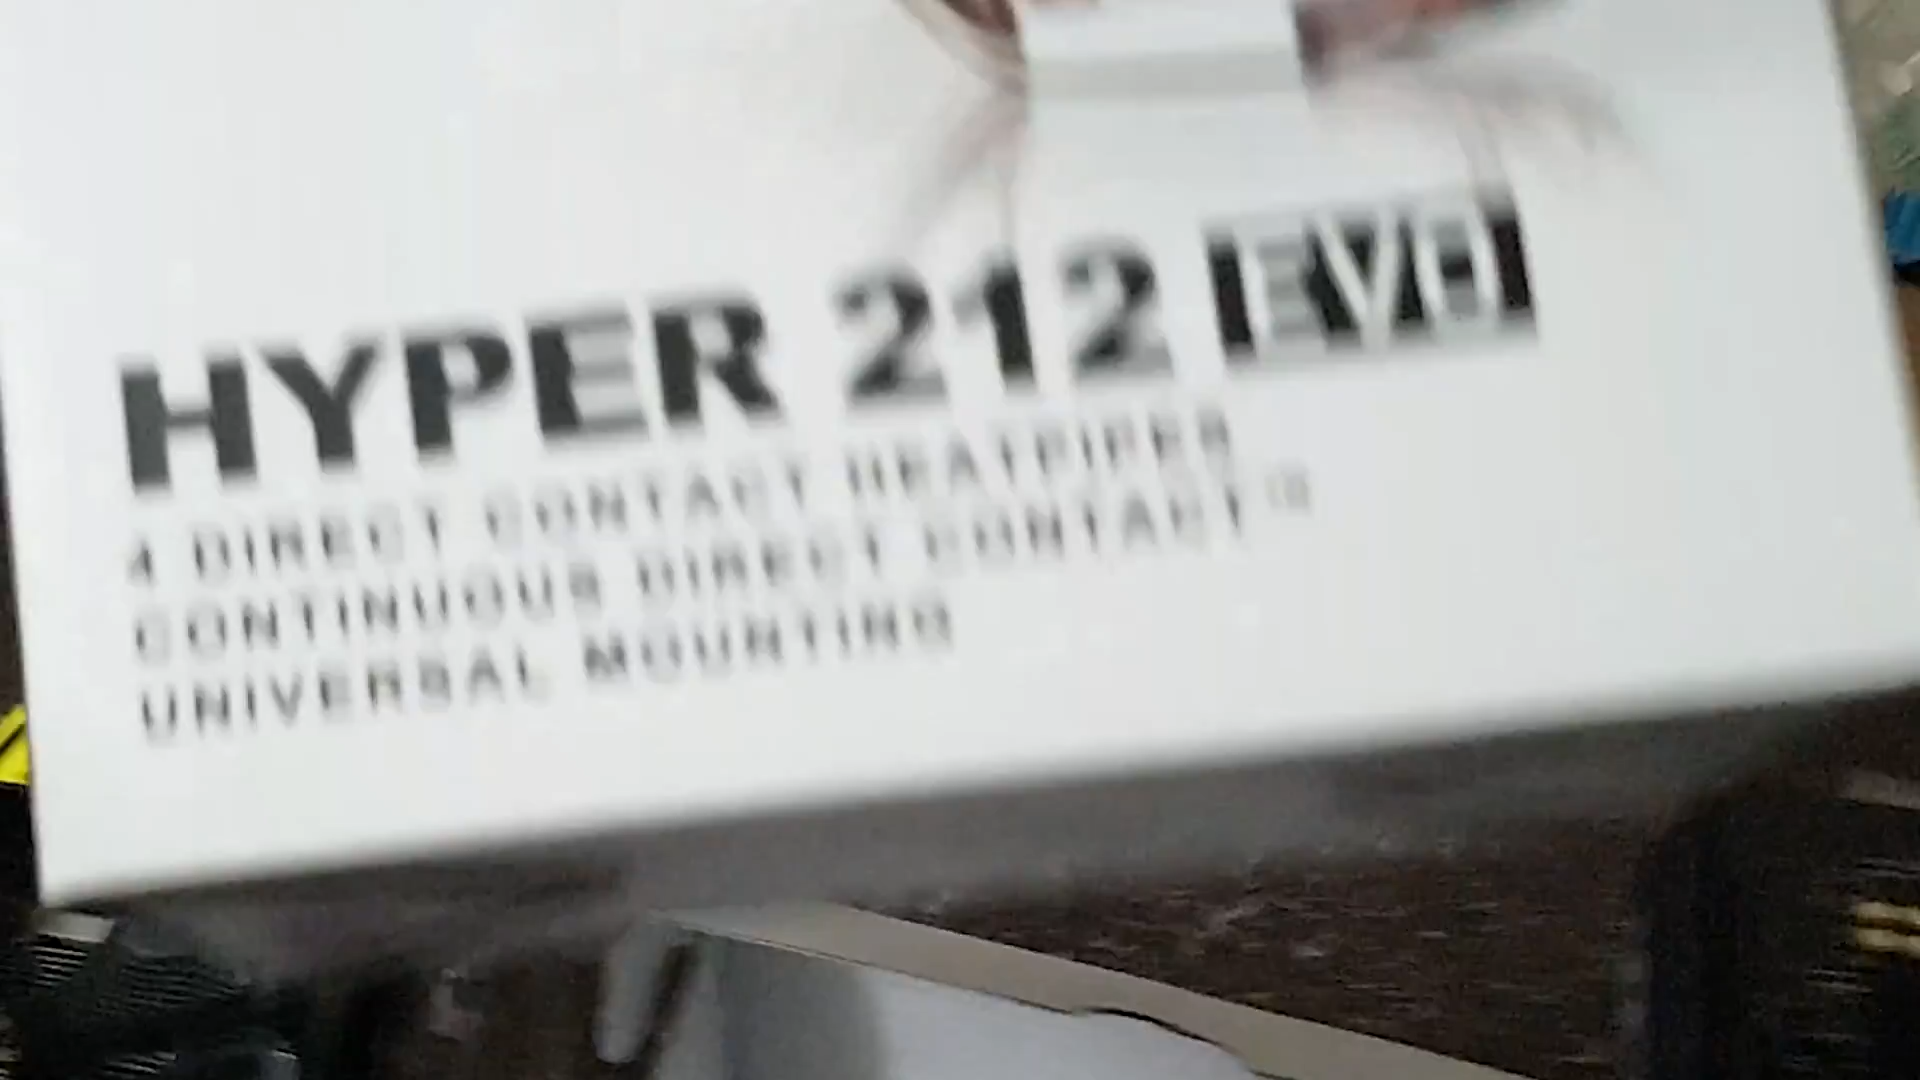 HYPER 212 EVO
4 DIRECT CONTACT HEATPIPES
CONTINUOUS DIRECT CONTACT
UNIVERSAL MOUNTING